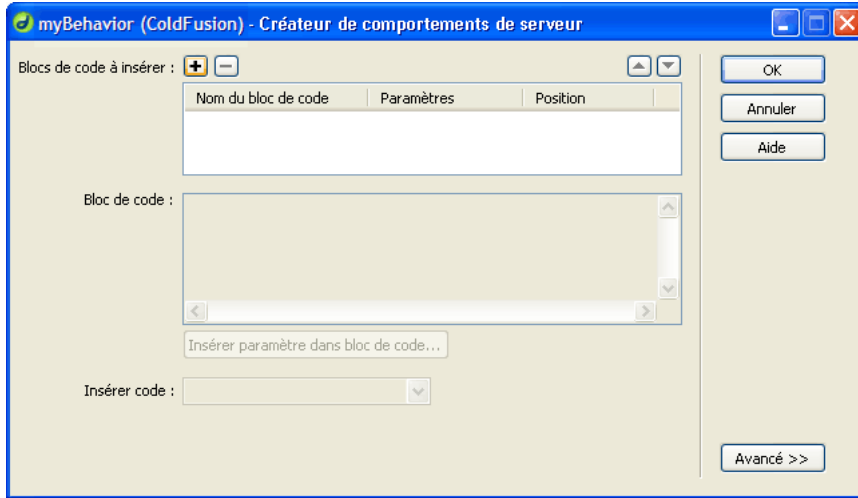 myBehavior (ColdFusion) - Créateur de comportements de serveur
Blocs de code à insérer :
Nom du bloc de code Paramètres Position
OK
Annuler
Aide
Bloc de code :
Insérer paramètre dans bloc de code...
Insérer code :
Avancé >>